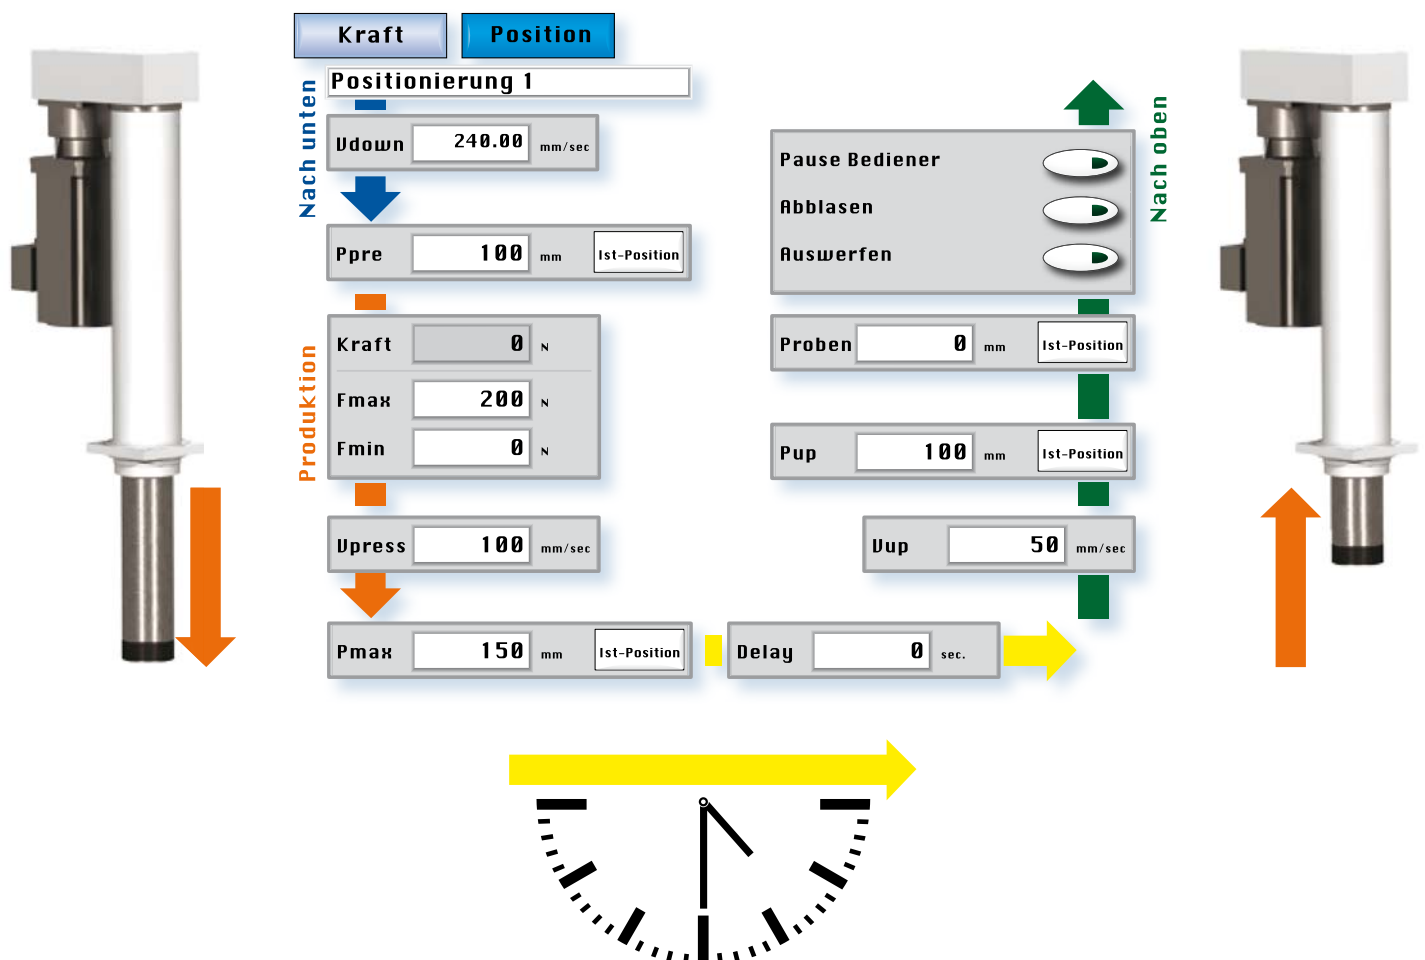 Kraft
Position
Positionierung 1
Nach unten
Vdown 240.00 mm/sec
Ppre 100 mm Ist-Position
Produktion
Kraft 0 N
Fmax 200 N
Fmin 0 N
Vpress 100 mm/sec
Pmax 150 mm Ist-Position
Delay 0 sec.
Nach oben
Pause Bediener
Abblasen
Auswerfen
Proben 0 mm Ist-Position
Pup 100 mm Ist-Position
Vup 50 mm/sec